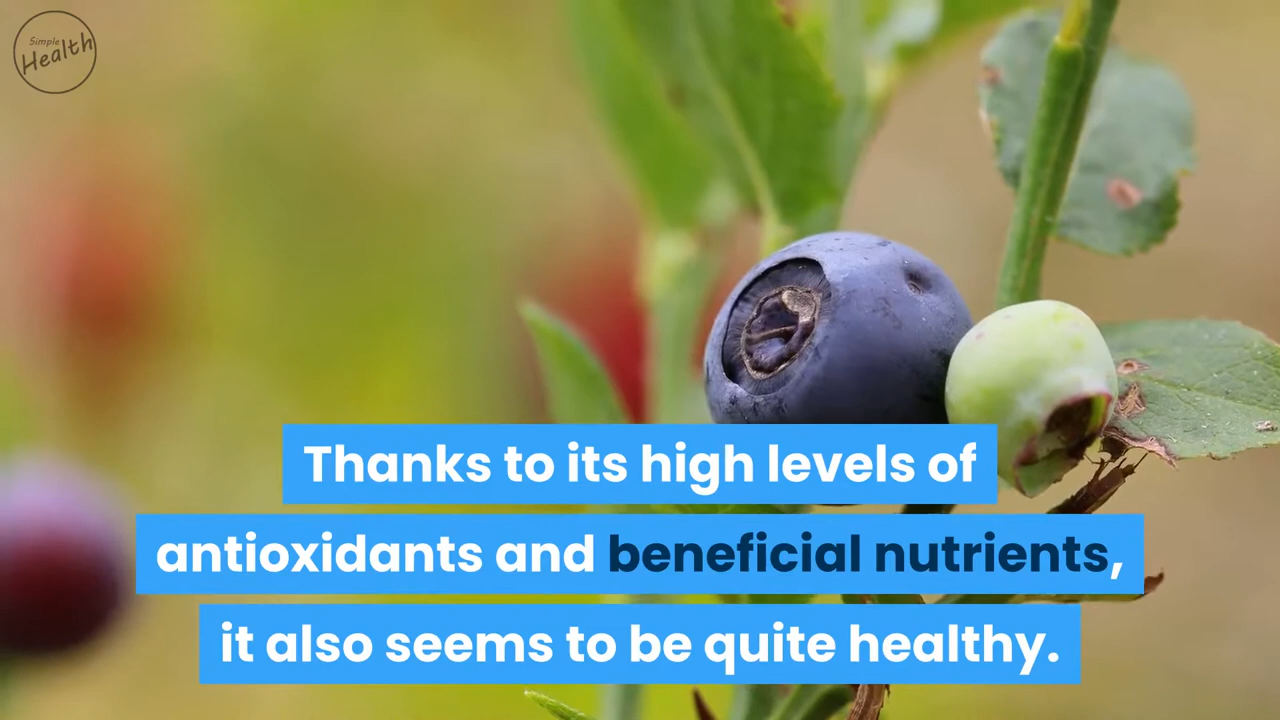 Simple
Health
Thanks to its high levels of
antioxidants and beneficial nutrients,
it also seems to be quite healthy.